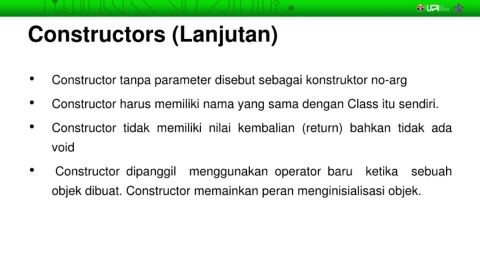 UPI
Constructors (Lanjutan)
• Constructor tanpa parameter disebut sebagai konstruktor no-arg
• Constructor harus memiliki nama yang sama dengan Class itu sendiri.
• Constructor tidak memiliki nilai kembalian (return) bahkan tidak ada
void
• Constructor dipanggil menggunakan operator baru ketika sebuah
objek dibuat. Constructor memainkan peran menginisialisasi objek.